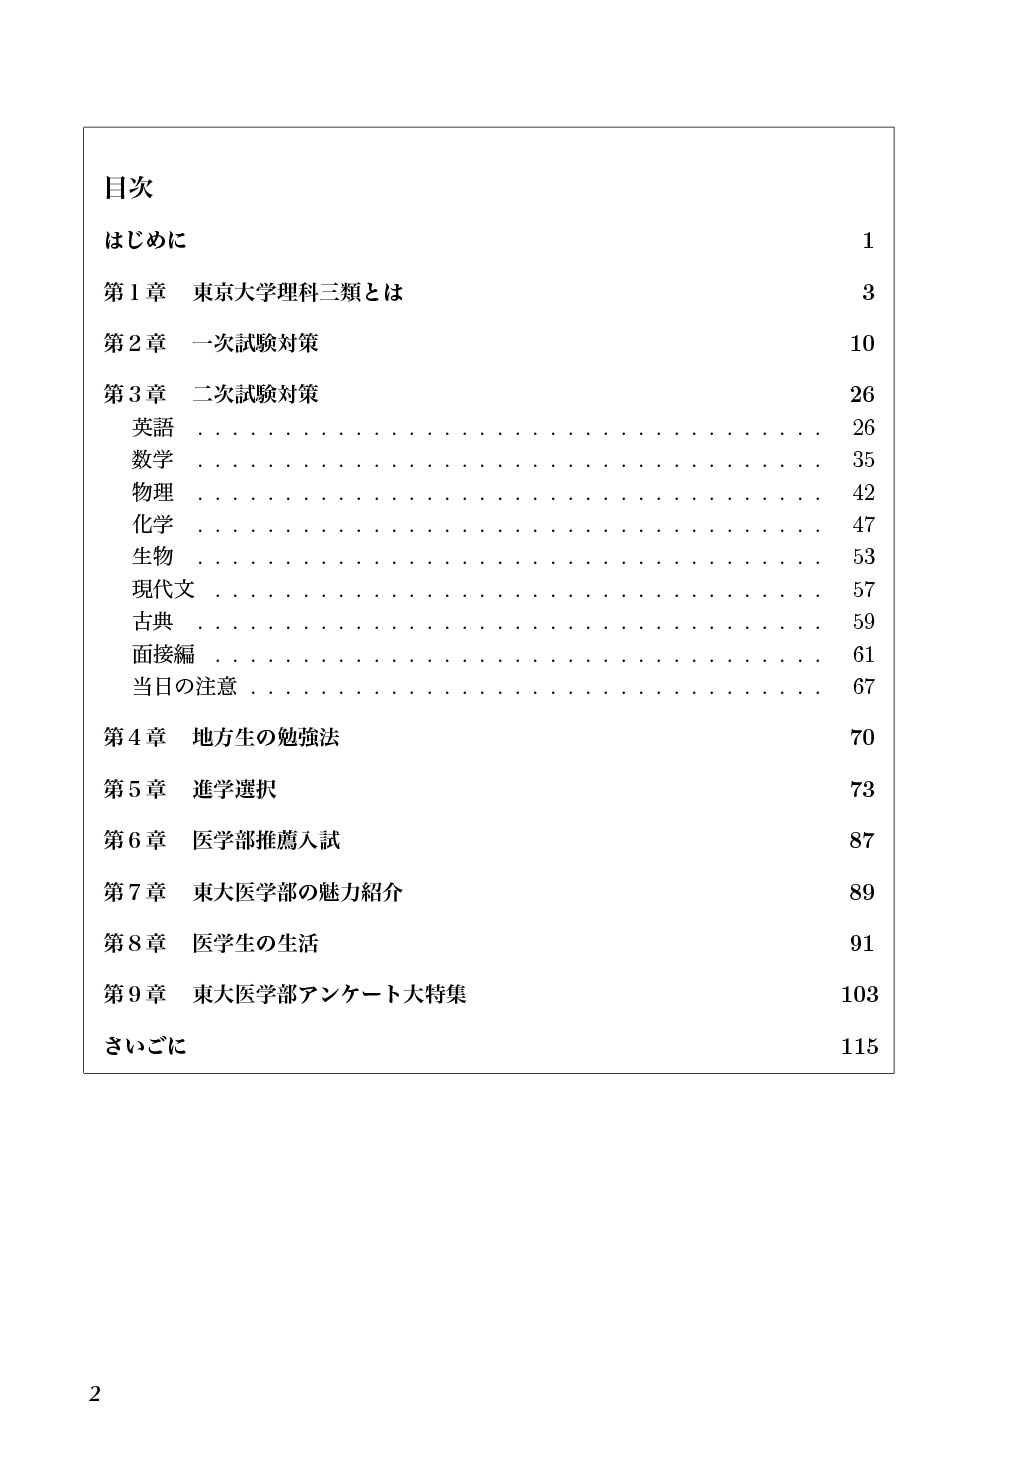 目次
はじめに 1
第1章 東京大学理科三類とは 3
第2章 一次試験対策 10
第3章 二次試験対策 26
英語 . . . . . . . . . . . . . . . . . . . . . . . . . . . . . . . . . . . . 26
数学 . . . . . . . . . . . . . . . . . . . . . . . . . . . . . . . . . . . . 35
物理 . . . . . . . . . . . . . . . . . . . . . . . . . . . . . . . . . . . . 42
化学 . . . . . . . . . . . . . . . . . . . . . . . . . . . . . . . . . . . . 47
生物 . . . . . . . . . . . . . . . . . . . . . . . . . . . . . . . . . . . . 53
現代文 . . . . . . . . . . . . . . . . . . . . . . . . . . . . . . . . . . . 57
古典 . . . . . . . . . . . . . . . . . . . . . . . . . . . . . . . . . . . . 59
面接編 . . . . . . . . . . . . . . . . . . . . . . . . . . . . . . . . . . . 61
当日の注意 . . . . . . . . . . . . . . . . . . . . . . . . . . . . . . . . . 67
第4章 地方生の勉強法 70
第5章 進学選択 73
第6章 医学部推薦入試 87
第7章 東大医学部の魅力紹介 89
第8章 医学生の生活 91
第9章 東大医学部アンケート大特集 103
さいごに 115
2